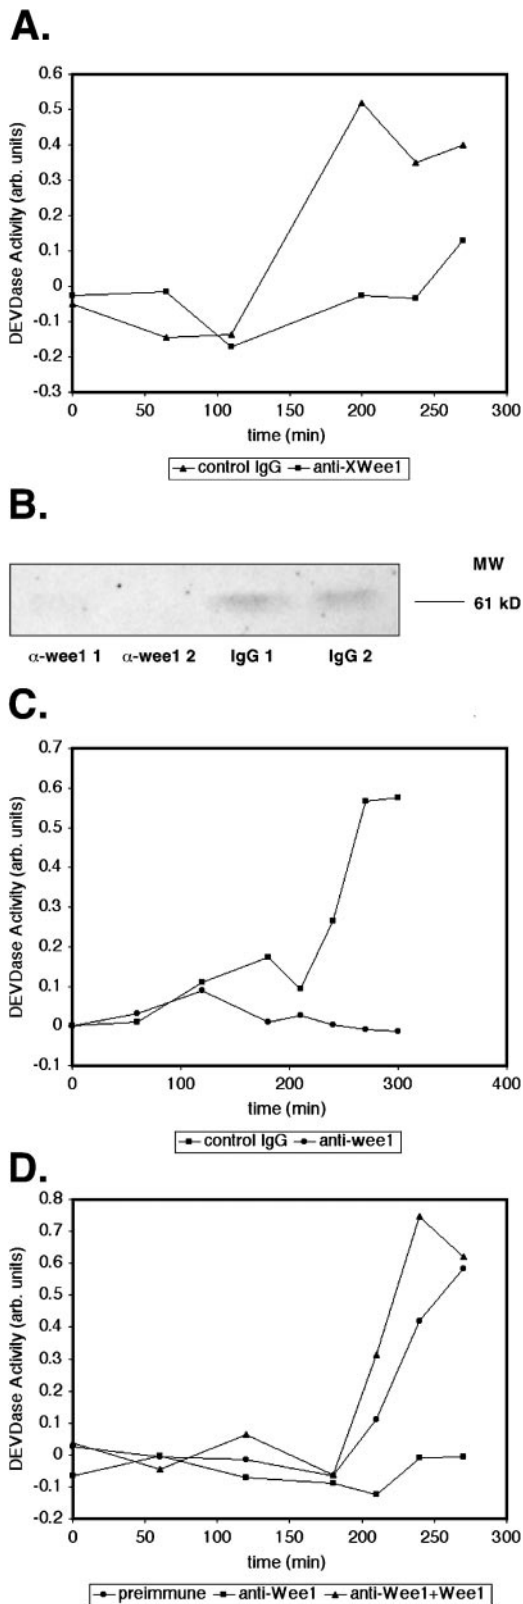 A.
DEVDase Activity (arb. units)
0.6
0.5
0.4
0.3
0.2
0.1
0
-0.1
-0.2
-0.3
0 50 100 150 200 250 300
time (min)
control IgG anti-XWee1
B.
MW
61 kD
α-wee1 1 α-wee1 2 IgG 1 IgG 2
C.
DEVDase Activity (arb. units)
0.7
0.6
0.5
0.4
0.3
0.2
0.1
0
-0.1
0 100 200 300 400
time (min)
control IgG anti-wee1
D.
DEVDase Activity (arb. units)
0.8
0.7
0.6
0.5
0.4
0.3
0.2
0.1
0
-0.1
-0.2
0 50 100 150 200 250 300
time (min)
preimmune anti-Wee1 anti-Wee1+Wee1